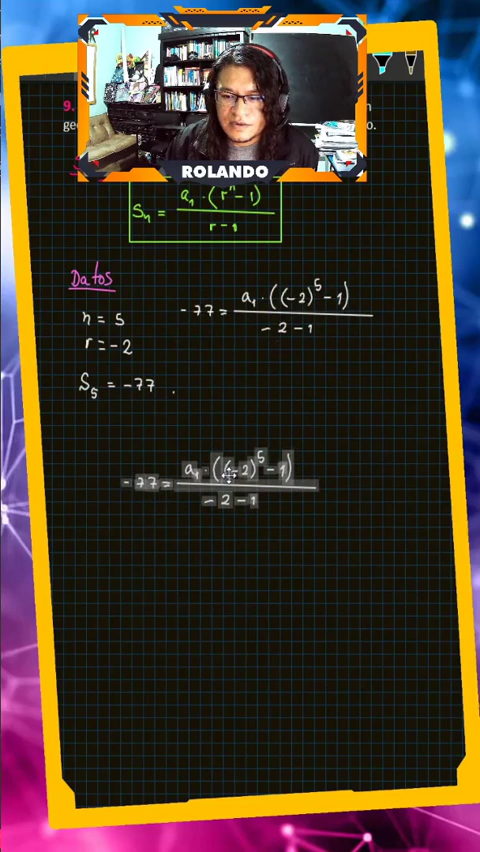 ROLANDO
9.
Sn = a1 · (r^n - 1) / r - 1
Datos
n = 5
r = -2
S5 = -77
-77 = a1 · ((-2)^5 - 1) / -2 - 1
-77 = a1 · ((-2)^5 - 1) / -2 - 1